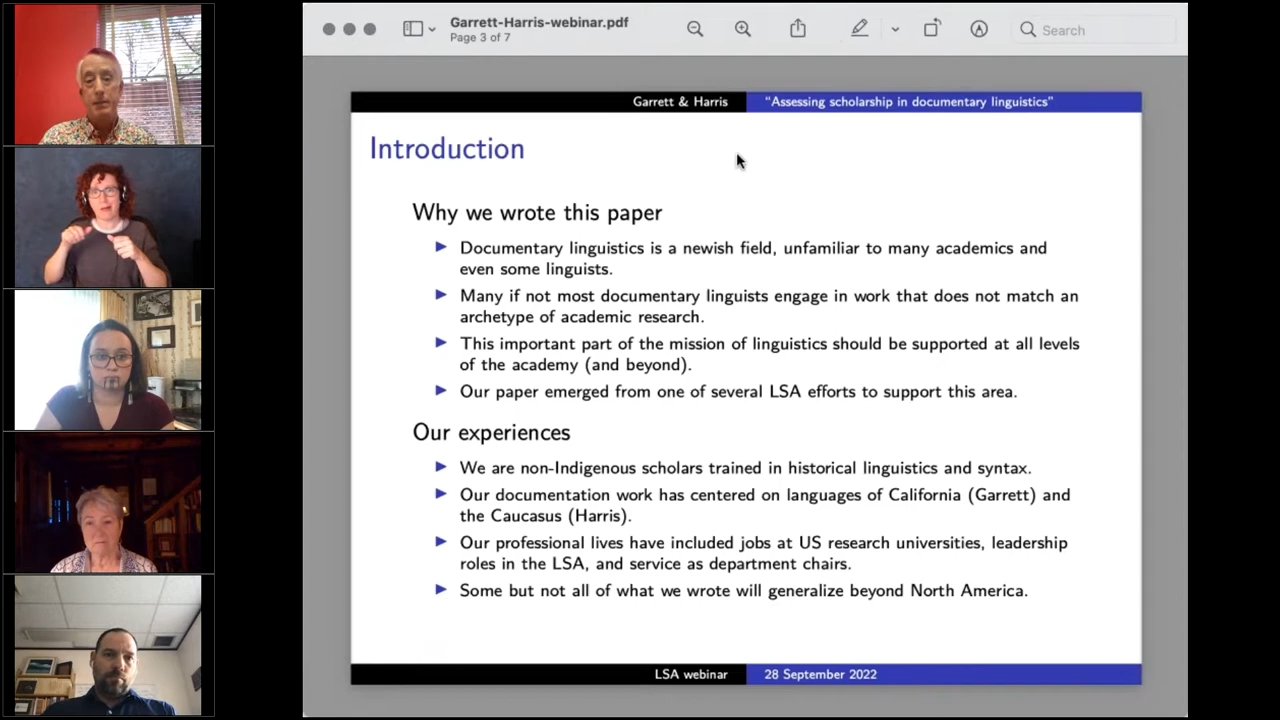 Garrett-Harris-webinar.pdf
Page 3 of 7
Search
Garrett & Harris
“Assessing scholarship in documentary linguistics”
Introduction
Why we wrote this paper
Documentary linguistics is a newish field, unfamiliar to many academics and
even some linguists.
Many if not most documentary linguists engage in work that does not match an
archetype of academic research.
This important part of the mission of linguistics should be supported at all levels
of the academy (and beyond).
Our paper emerged from one of several LSA efforts to support this area.
Our experiences
We are non-Indigenous scholars trained in historical linguistics and syntax.
Our documentation work has centered on languages of California (Garrett) and
the Caucasus (Harris).
Our professional lives have included jobs at US research universities, leadership
roles in the LSA, and service as department chairs.
Some but not all of what we wrote will generalize beyond North America.
LSA webinar
28 September 2022